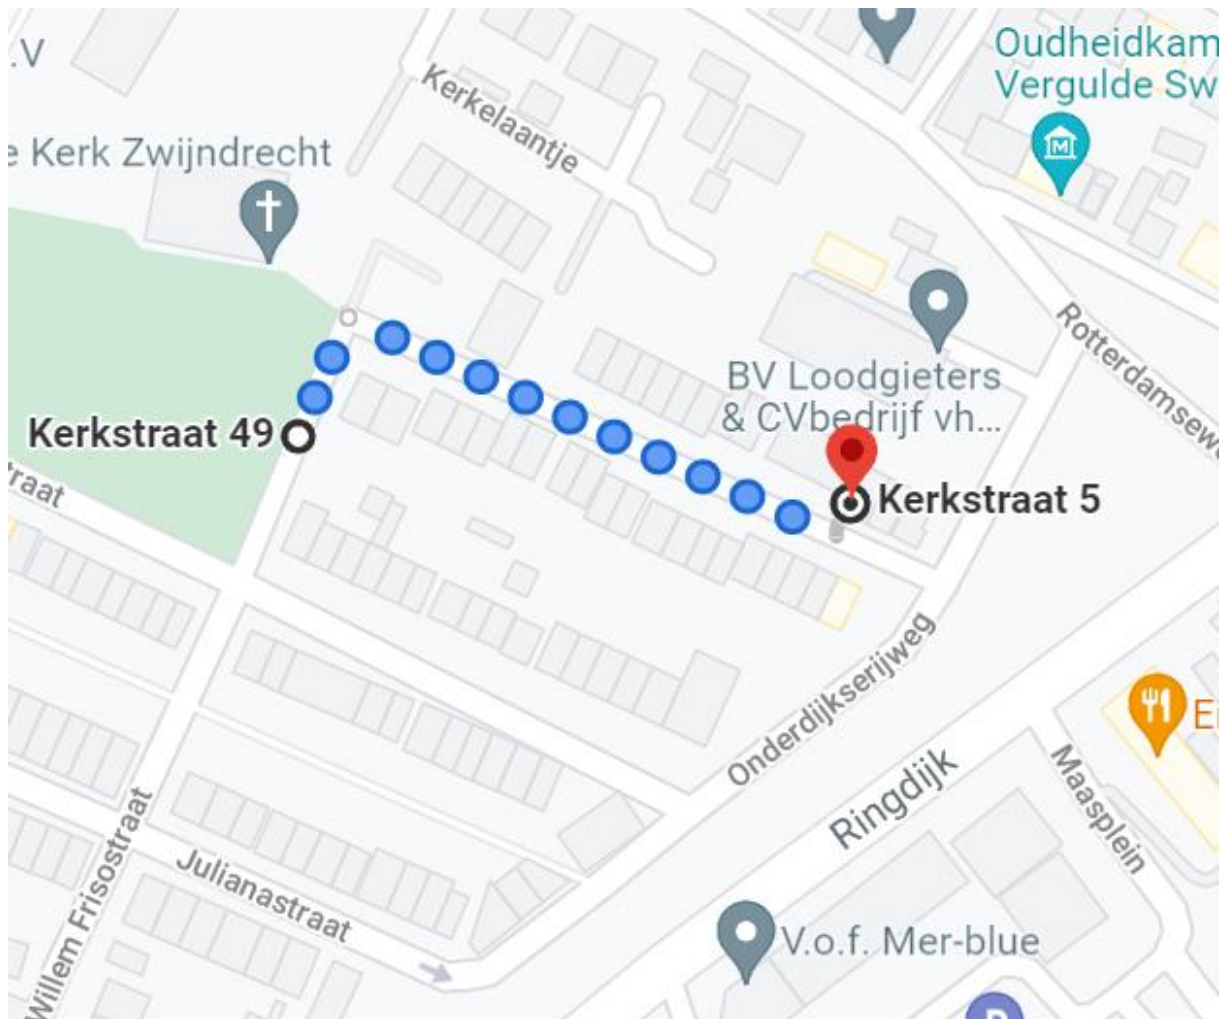 .V
Kerkelaantje
Oudheidkam
Vergulde Sw
e Kerk Zwijndrecht
Rotterdamsewe
BV Loodgieters
& CVbedrijf vh...
Kerkstraat 49
Kerkstraat 5
raat
Onderdijkserijweg
Ringdijk
Maasplein
Willem Frisostraat
Julianastraat
V.o.f. Mer-blue